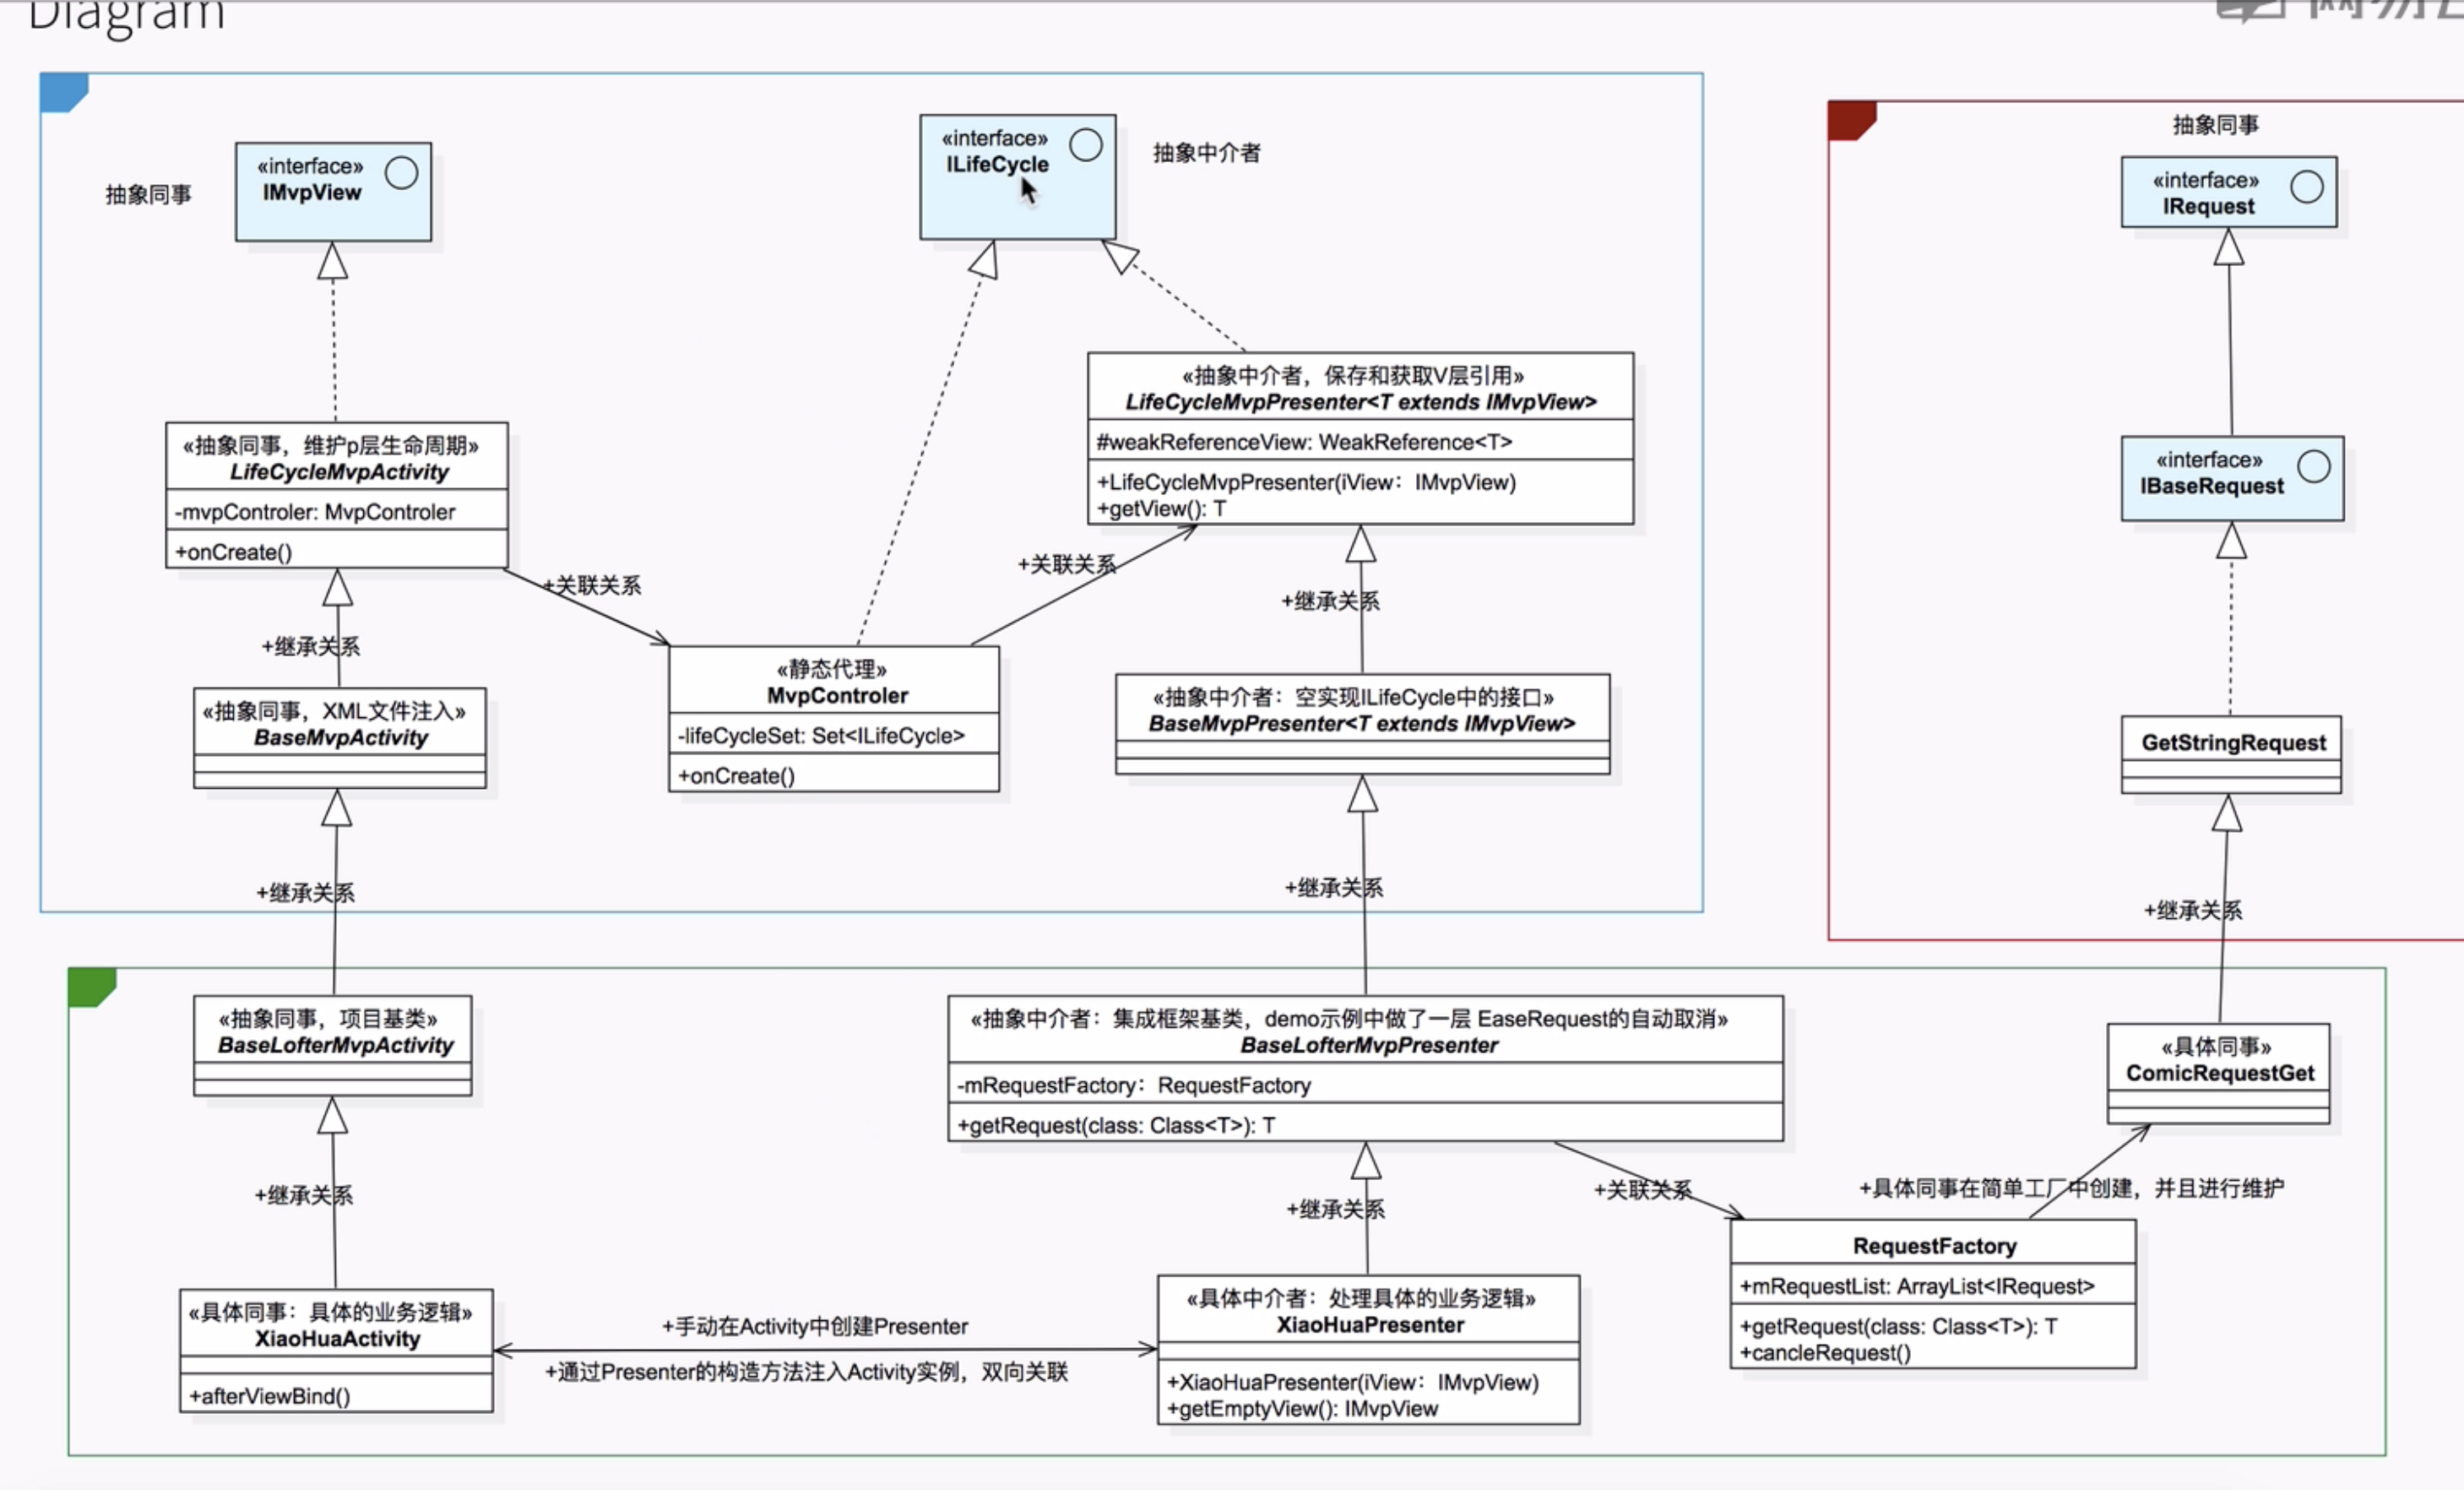 Diagram
抽象同事
«interface»
IMvpView
«interface»
ILifeCycle
抽象中介者
«抽象同事，维护p层生命周期»
LifeCycleMvpActivity
-mvpControler: MvpControler
+onCreate()
«抽象中介者，保存和获取V层引用»
LifeCycleMvpPresenter<T extends IMvpView>
#weakReferenceView: WeakReference<T>
+LifeCycleMvpPresenter(iView：IMvpView)
+getView(): T
+关联关系
+关联关系
+继承关系
+继承关系
«抽象同事，XML文件注入»
BaseMvpActivity
«静态代理»
MvpControler
-lifeCycleSet: Set<ILifeCycle>
+onCreate()
«抽象中介者：空实现ILifeCycle中的接口»
BaseMvpPresenter<T extends IMvpView>
+继承关系
+继承关系
抽象同事
«interface»
IRequest
«interface»
IBaseRequest
GetStringRequest
+继承关系
«抽象同事，项目基类»
BaseLofterMvpActivity
«抽象中介者：集成框架基类，demo示例中做了一层 EaseRequest的自动取消»
BaseLofterMvpPresenter
-mRequestFactory：RequestFactory
+getRequest(class: Class<T>): T
«具体同事»
ComicRequestGet
+继承关系
+继承关系
+关联关系
+具体同事在简单工厂中创建，并且进行维护
«具体同事：具体的业务逻辑»
XiaoHuaActivity
+afterViewBind()
+手动在Activity中创建Presenter
+通过Presenter的构造方法注入Activity实例，双向关联
«具体中介者：处理具体的业务逻辑»
XiaoHuaPresenter
+XiaoHuaPresenter(iView：IMvpView)
+getEmptyView(): IMvpView
RequestFactory
+mRequestList: ArrayList<IRequest>
+getRequest(class: Class<T>): T
+cancleRequest()